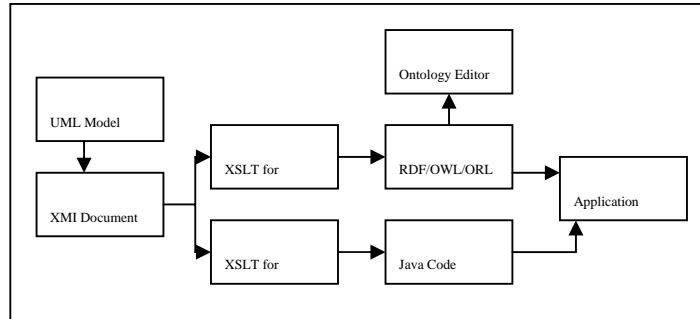 Ontology Editor
UML Model
XSLT for
RDF/OWL/ORL
XMI Document
Application
XSLT for
Java Code